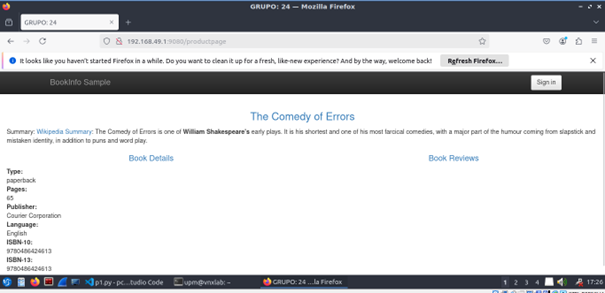 GRUPO: 24 — Mozilla Firefox
GRUPO: 24
192.168.49.1:9080/productpage
It looks like you haven't started Firefox in a while. Do you want to clean it up for a fresh, like-new experience? And by the way, welcome back!
Refresh Firefox...
BookInfo Sample
Sign in
The Comedy of Errors
Summary: Wikipedia Summary: The Comedy of Errors is one of William Shakespeare's early plays. It is his shortest and one of his most farcical comedies, with a major part of the humour coming from slapstick and
mistaken identity, in addition to puns and word play.
Book Details
Book Reviews
Type:
paperback
Pages:
65
Publisher:
Courier Corporation
Language:
English
ISBN-10:
9780486424613
ISBN-13:
9780486424613
p1.py - pc...tudio Code
upm@vnxlab: ~
GRUPO: 24 ...la Firefox
1 2 3 4
17:26